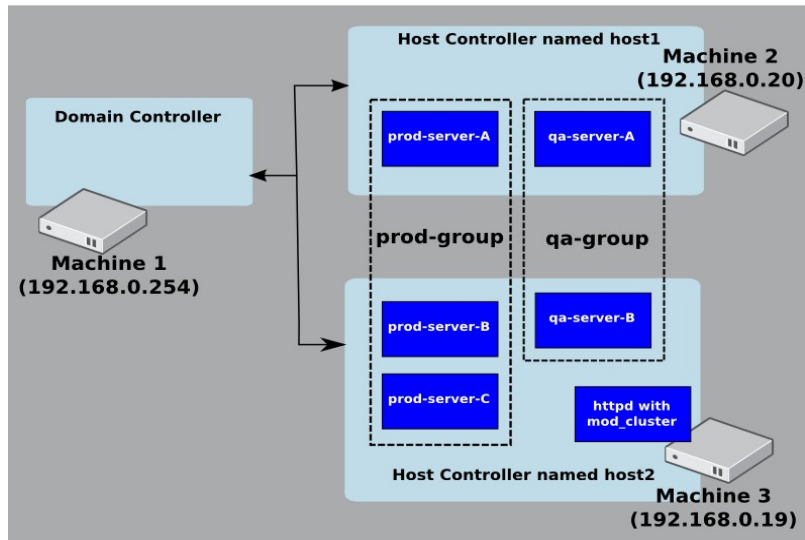 Host Controller named host1
Machine 2
(192.168.0.20)
Domain Controller
prod-server-A
qa-server-A
prod-group
qa-group
Machine 1
(192.168.0.254)
prod-server-B
qa-server-B
prod-server-C
httpd with
mod_cluster
Host Controller named host2
Machine 3
(192.168.0.19)